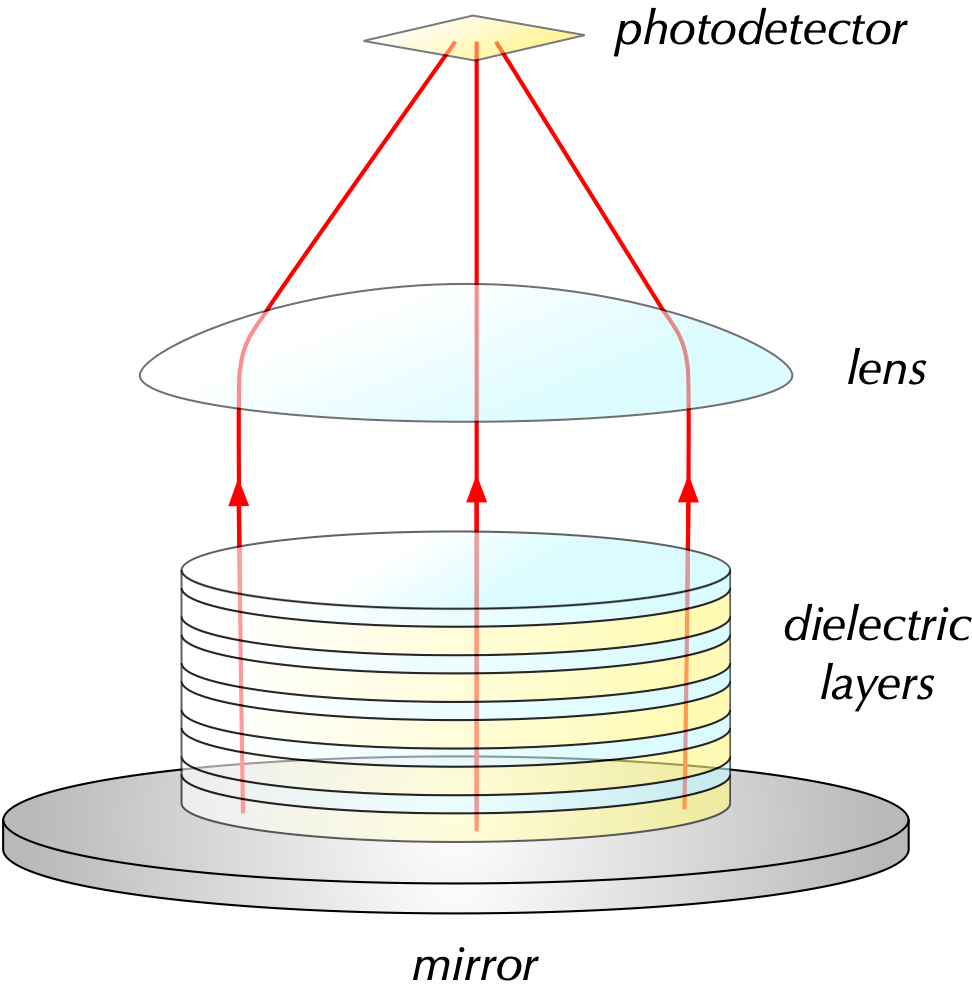 photodetector
lens
dielectric
layers
mirror